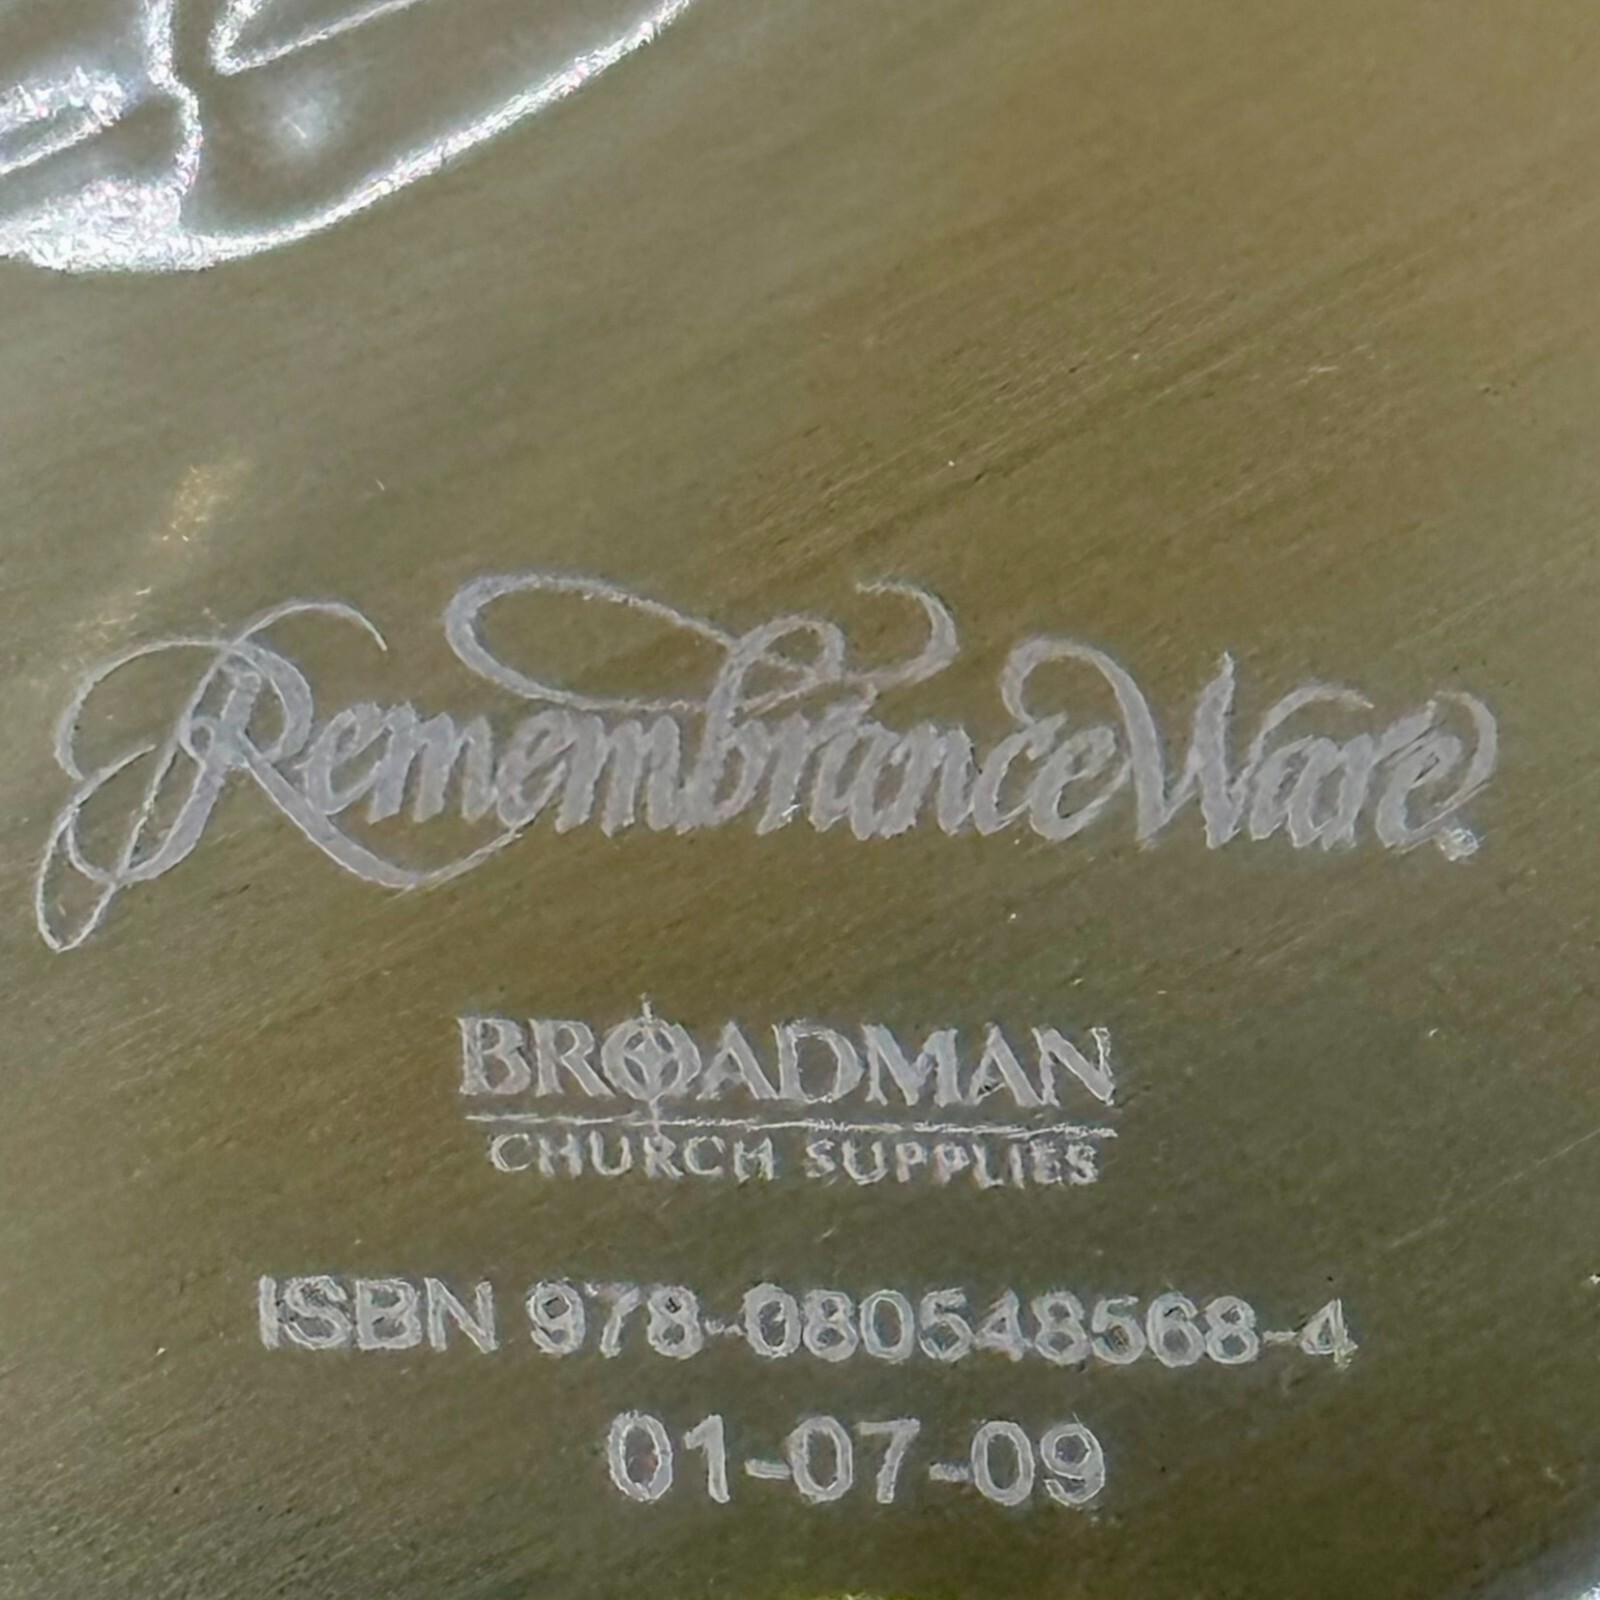 RemembranceWare®
BROADMAN
CHURCH SUPPLIES
ISBN 978-080548568-4
01-07-09